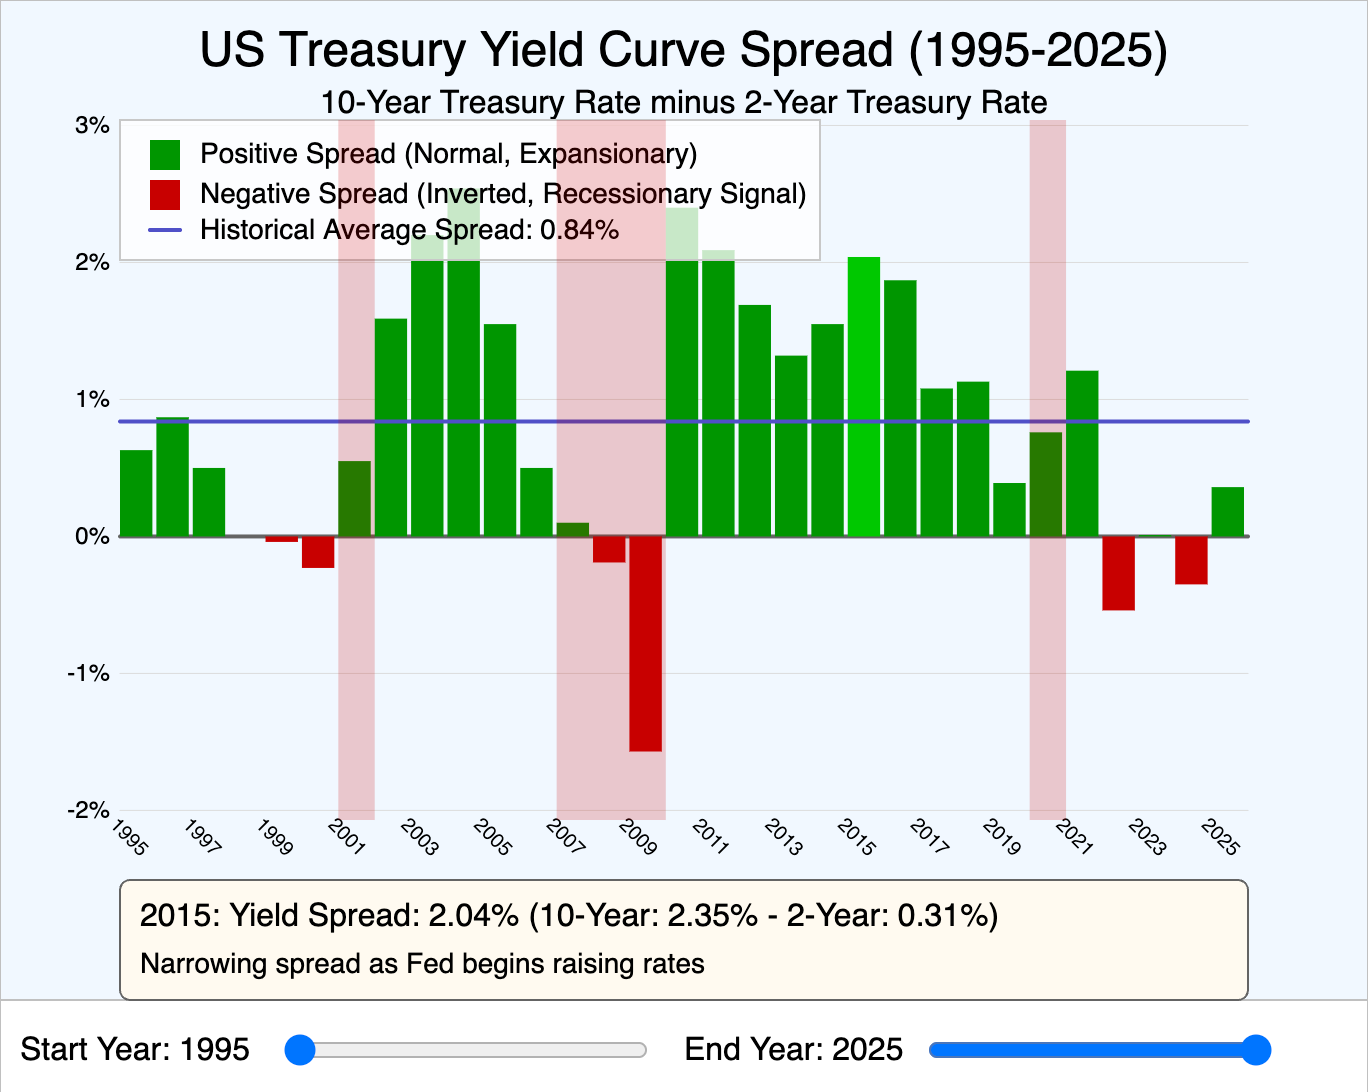 US Treasury Yield Curve Spread (1995-2025)
10-Year Treasury Rate minus 2-Year Treasury Rate
3%
Positive Spread (Normal, Expansionary)
Negative Spread (Inverted, Recessionary Signal)
Historical Average Spread: 0.84%
2%
1%
0%
-1%
-2%
1995 1997 1999 2001 2003 2005 2007 2009 2011 2013 2015 2017 2019 2021 2023 2025
2015: Yield Spread: 2.04% (10-Year: 2.35% - 2-Year: 0.31%)
Narrowing spread as Fed begins raising rates
Start Year: 1995 End Year: 2025